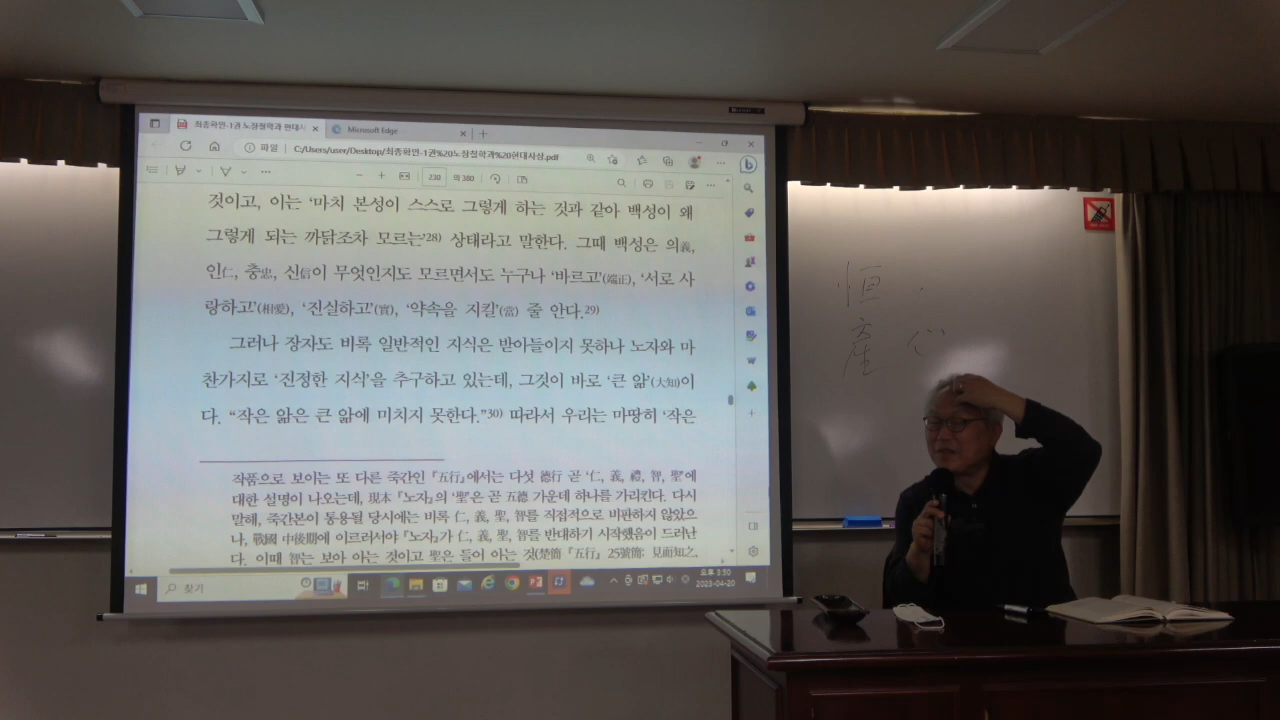 최종확인-1권 노장철학과 현대사
Microsoft Edge
파일
C:/Users/user/Desktop/최종확인-1권%20노장철학과%20현대사상.pdf
230 의 380
것이고, 이는 ‘마치 본성이 스스로 그렇게 하는 것과 같아 백성이 왜
그렇게 되는 까닭조차 모르는’28) 상태라고 말한다. 그때 백성은 의義,
인仁, 충忠, 신信이 무엇인지도 모르면서도 누구나 ‘바르고’(端正), ‘서로 사
랑하고’(相愛), ‘진실하고’(實), ‘약속을 지킬’(當) 줄 안다.29)
그러나 장자도 비록 일반적인 지식은 받아들이지 못하나 노자와 마
찬가지로 ‘진정한 지식’을 추구하고 있는데, 그것이 바로 ‘큰 앎’(大知)이
다. “작은 앎은 큰 앎에 미치지 못한다.”30) 따라서 우리는 마땅히 ‘작은
작품으로 보이는 또 다른 죽간인 『五行』에서는 다섯 德行 곧 ‘仁, 義, 禮, 智, 聖’에
대한 설명이 나오는데, 現本 『노자』의 ‘聖’은 곧 五德 가운데 하나를 가리킨다. 다시
말해, 죽간본이 통용될 당시에는 비록 仁, 義, 聖, 智를 직접적으로 비판하지 않았으
나, 戰國 中後期에 이르러서야 『노자』가 仁, 義, 聖, 智를 반대하기 시작했음이 드러난
다. 이때 智는 보아 아는 것이고 聖은 들어 아는 것(楚簡 『五行』 25號簡: 見而知之,
찾기
오후 3:50
2023-04-20
恒
産 心